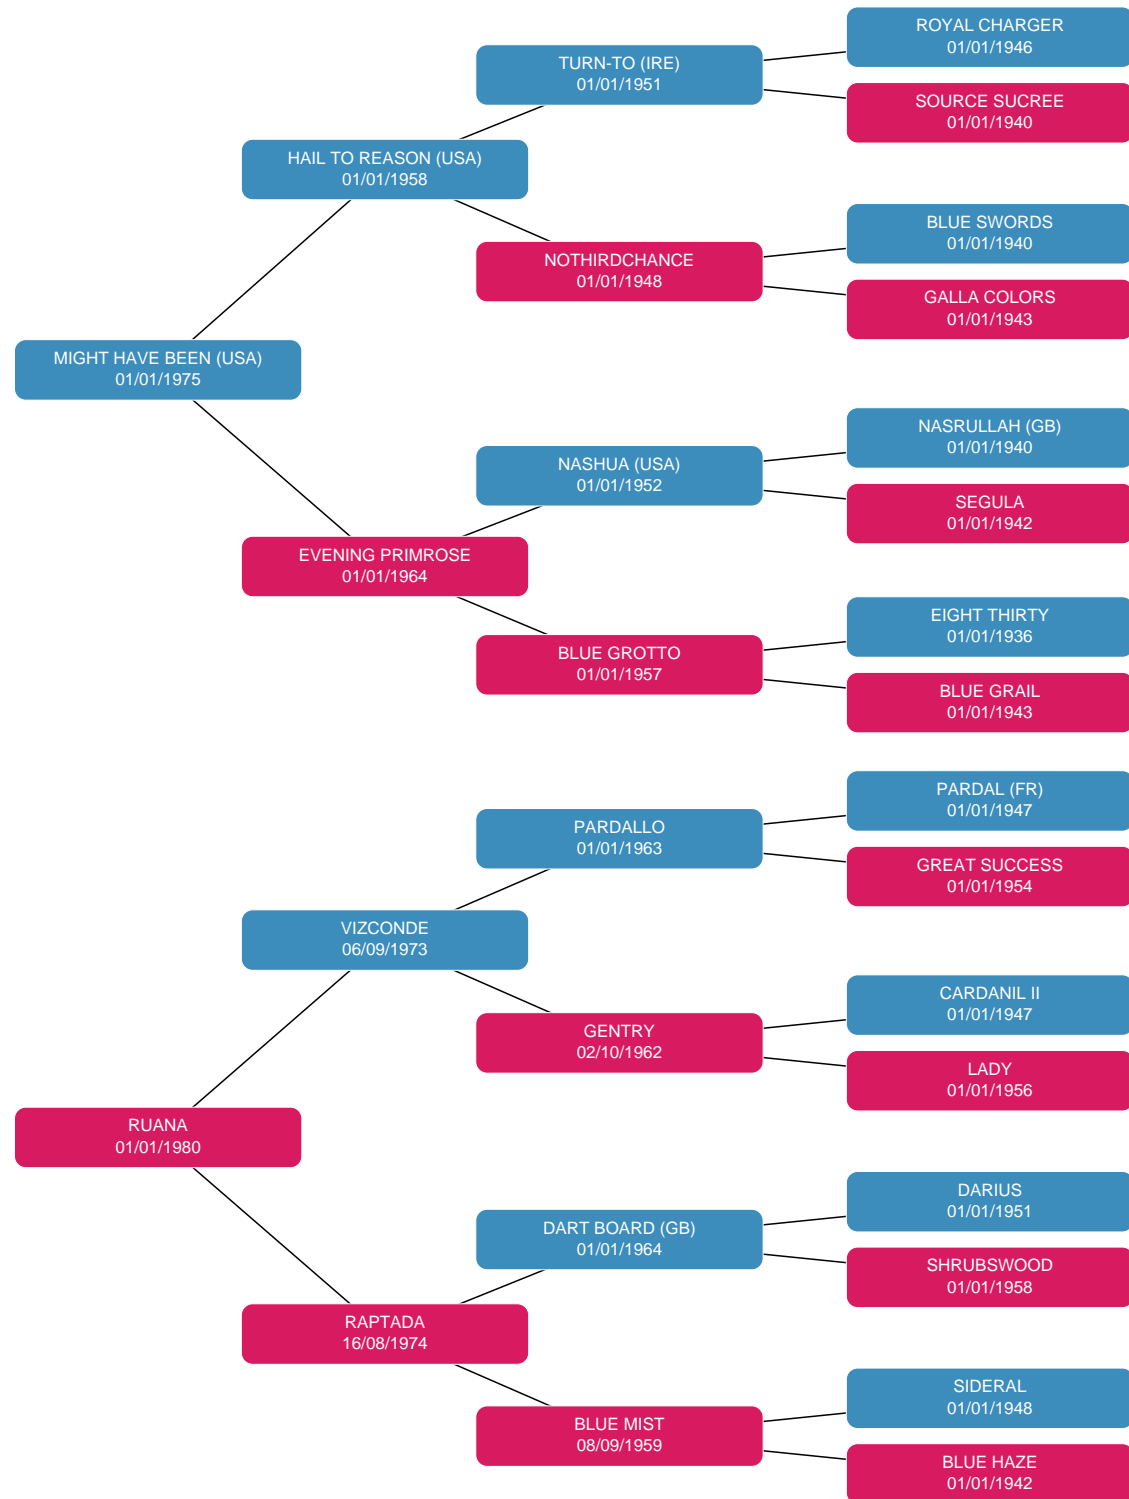 ROYAL CHARGER
01/01/1946
TURN-TO (IRE)
01/01/1951
SOURCE SUCREE
01/01/1940
HAIL TO REASON (USA)
01/01/1958
BLUE SWORDS
01/01/1940
NOTHIRDCHANCE
01/01/1948
GALLA COLORS
01/01/1943
MIGHT HAVE BEEN (USA)
01/01/1975
NASRULLAH (GB)
01/01/1940
NASHUA (USA)
01/01/1952
SEGULA
01/01/1942
EVENING PRIMROSE
01/01/1964
EIGHT THIRTY
01/01/1936
BLUE GROTTO
01/01/1957
BLUE GRAIL
01/01/1943
PARDAL (FR)
01/01/1947
PARDALLO
01/01/1963
GREAT SUCCESS
01/01/1954
VIZCONDE
06/09/1973
CARDANIL II
01/01/1947
GENTRY
02/10/1962
LADY
01/01/1956
RUANA
01/01/1980
DARIUS
01/01/1951
DART BOARD (GB)
01/01/1964
SHRUBSWOOD
01/01/1958
RAPTADA
16/08/1974
SIDERAL
01/01/1948
BLUE MIST
08/09/1959
BLUE HAZE
01/01/1942